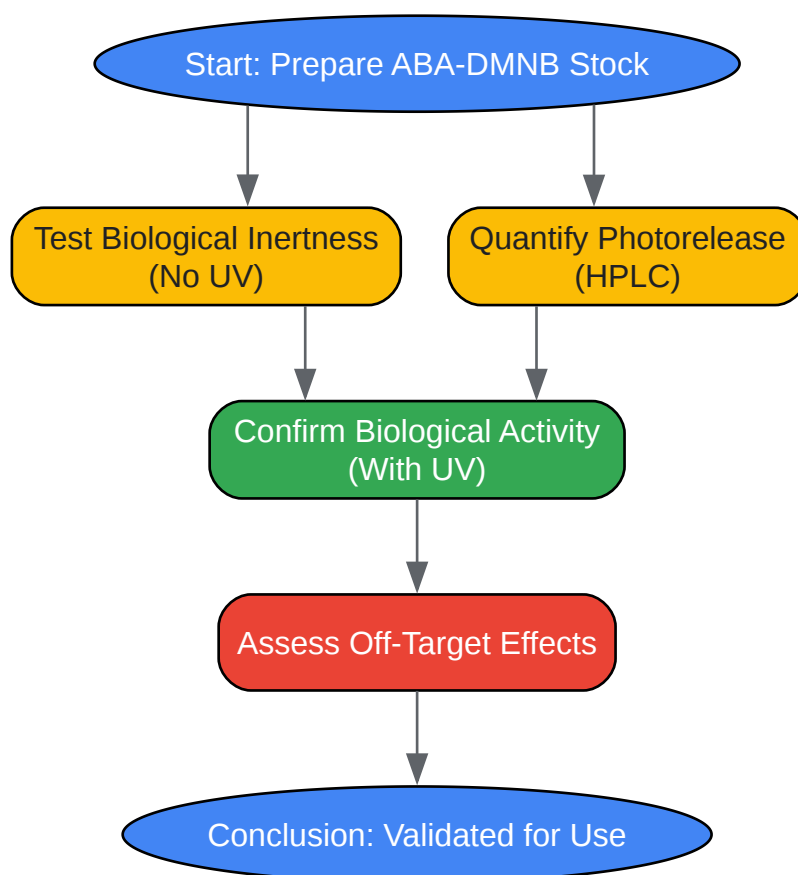 Start: Prepare ABA-DMNB Stock
Test Biological Inertness
(No UV)
Quantify Photorelease
(HPLC)
Confirm Biological Activity
(With UV)
Assess Off-Target Effects
Conclusion: Validated for Use